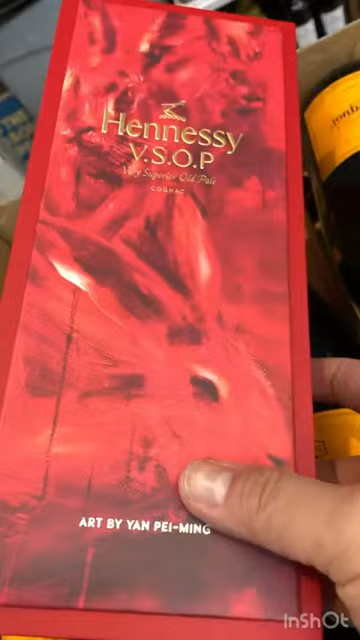 Hennessy
V.S.O.P
Very Superior Old Pale
COGNAC
ART BY YAN PEI-MING
InShOt